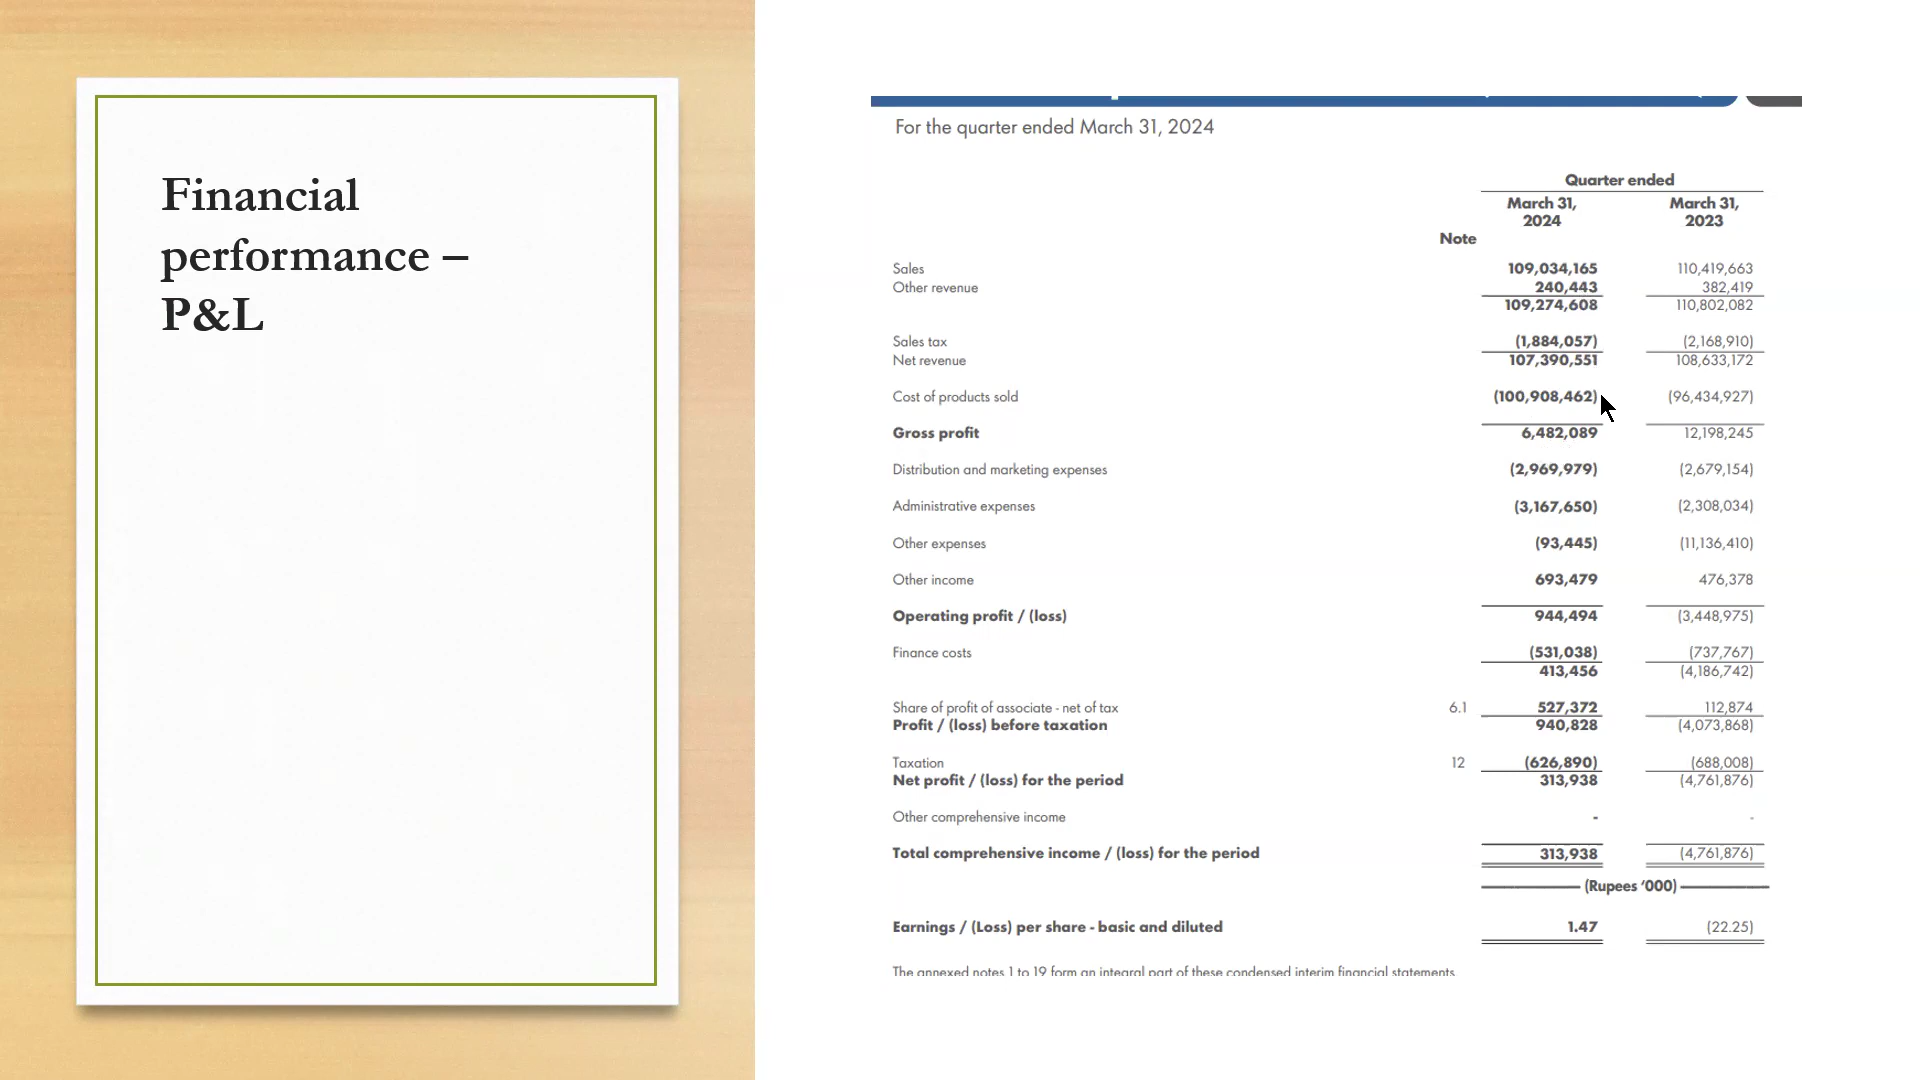 Financial
performance –
P&L
For the quarter ended March 31, 2024
Quarter ended
March 31, March 31,
2024 2023
Note
Sales 109,034,165 110,419,663
Other revenue 240,443 382,419
109,274,608 110,802,082
Sales tax (1,884,057) (2,168,910)
Net revenue 107,390,551 108,633,172
Cost of products sold (100,908,462) (96,434,927)
Gross profit 6,482,089 12,198,245
Distribution and marketing expenses (2,969,979) (2,679,154)
Administrative expenses (3,167,650) (2,308,034)
Other expenses (93,445) (11,136,410)
Other income 693,479 476,378
Operating profit / (loss) 944,494 (3,448,975)
Finance costs (531,038) (737,767)
413,456 (4,186,742)
Share of profit of associate - net of tax 6.1 527,372 112,874
Profit / (loss) before taxation 940,828 (4,073,868)
Taxation 12 (626,890) (688,008)
Net profit / (loss) for the period 313,938 (4,761,876)
Other comprehensive income - -
Total comprehensive income / (loss) for the period 313,938 (4,761,876)
(Rupees ‘000)
Earnings / (Loss) per share - basic and diluted 1.47 (22.25)
The annexed notes 1 to 19 form an integral part of these condensed interim financial statements.